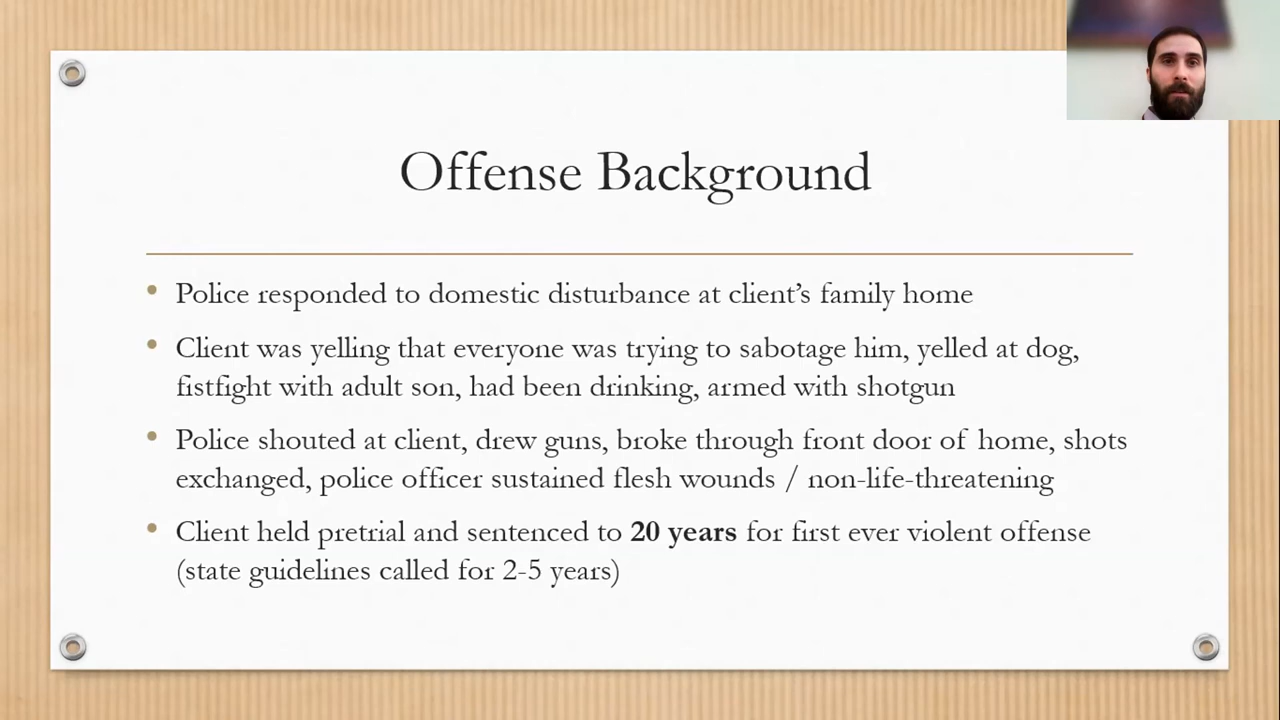 Offense Background
• Police responded to domestic disturbance at client’s family home
• Client was yelling that everyone was trying to sabotage him, yelled at dog,
fistfight with adult son, had been drinking, armed with shotgun
• Police shouted at client, drew guns, broke through front door of home, shots
exchanged, police officer sustained flesh wounds / non-life-threatening
• Client held pretrial and sentenced to 20 years for first ever violent offense
(state guidelines called for 2-5 years)